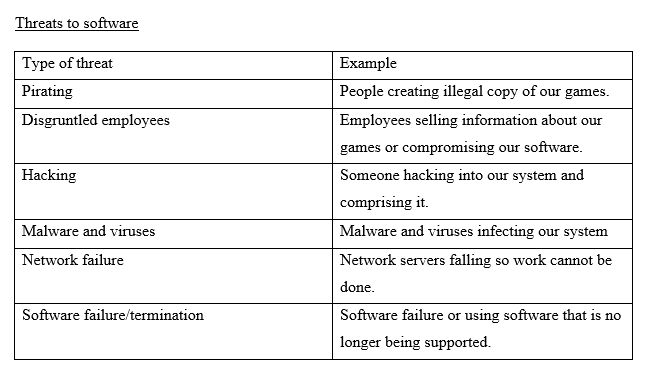 Threats to software
Type of threat
Example
Pirating
People creating illegal copy of our games.
Disgruntled employees
Employees selling information about our
games or compromising our software.
Hacking
Someone hacking into our system and
comprising it.
Malware and viruses
Malware and viruses infecting our system
Network failure
Network servers falling so work cannot be
done.
Software failure/termination
Software failure or using software that is no
longer being supported.